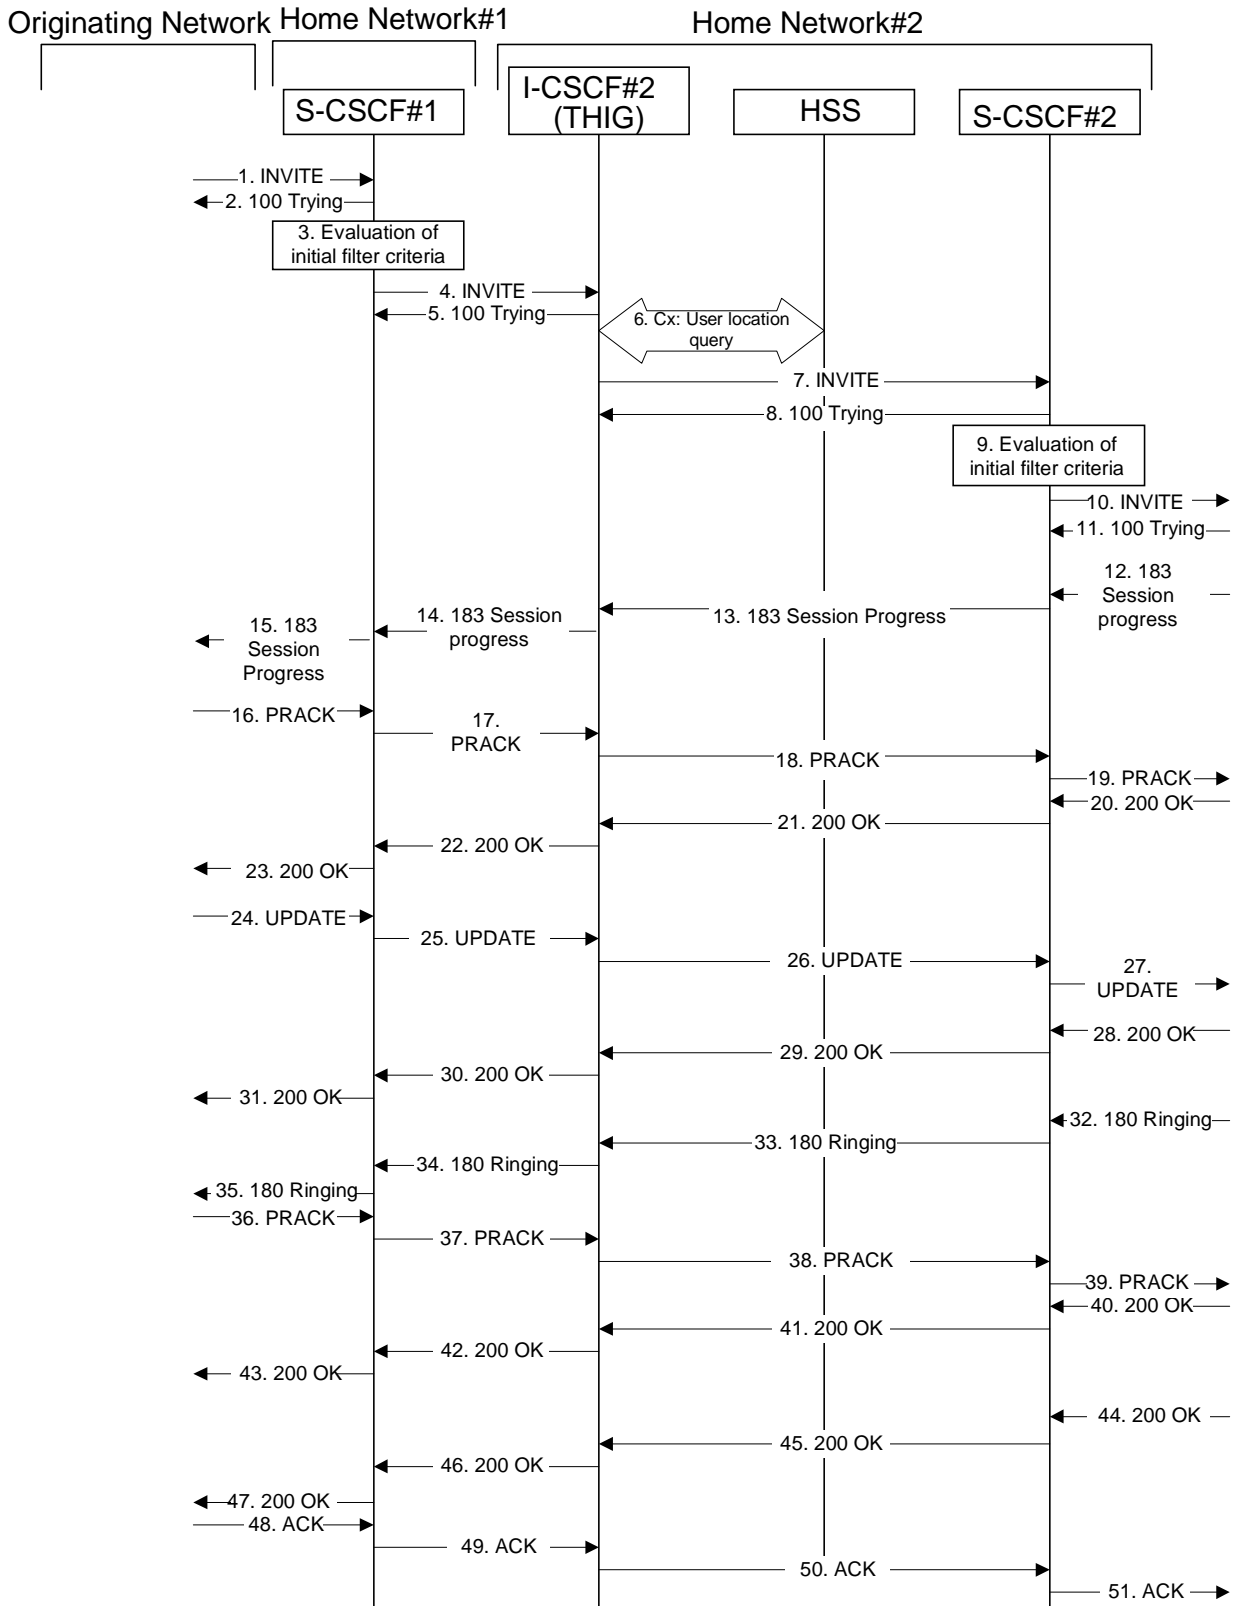 Originating Network
Home Network#1
Home Network#2
S-CSCF#1
I-CSCF#2
(THIG)
HSS
S-CSCF#2
1. INVITE
2. 100 Trying
3. Evaluation of
initial filter criteria
4. INVITE
5. 100 Trying
6. Cx: User location
query
7. INVITE
8. 100 Trying
9. Evaluation of
initial filter criteria
10. INVITE
11. 100 Trying
12. 183
Session
progress
13. 183 Session Progress
14. 183 Session
progress
15. 183
Session
Progress
16. PRACK
17.
PRACK
18. PRACK
19. PRACK
20. 200 OK
21. 200 OK
22. 200 OK
23. 200 OK
24. UPDATE
25. UPDATE
26. UPDATE
27.
UPDATE
28. 200 OK
29. 200 OK
30. 200 OK
31. 200 OK
32. 180 Ringing
33. 180 Ringing
34. 180 Ringing
35. 180 Ringing
36. PRACK
37. PRACK
38. PRACK
39. PRACK
40. 200 OK
41. 200 OK
42. 200 OK
43. 200 OK
44. 200 OK
45. 200 OK
46. 200 OK
47. 200 OK
48. ACK
49. ACK
50. ACK
51. ACK